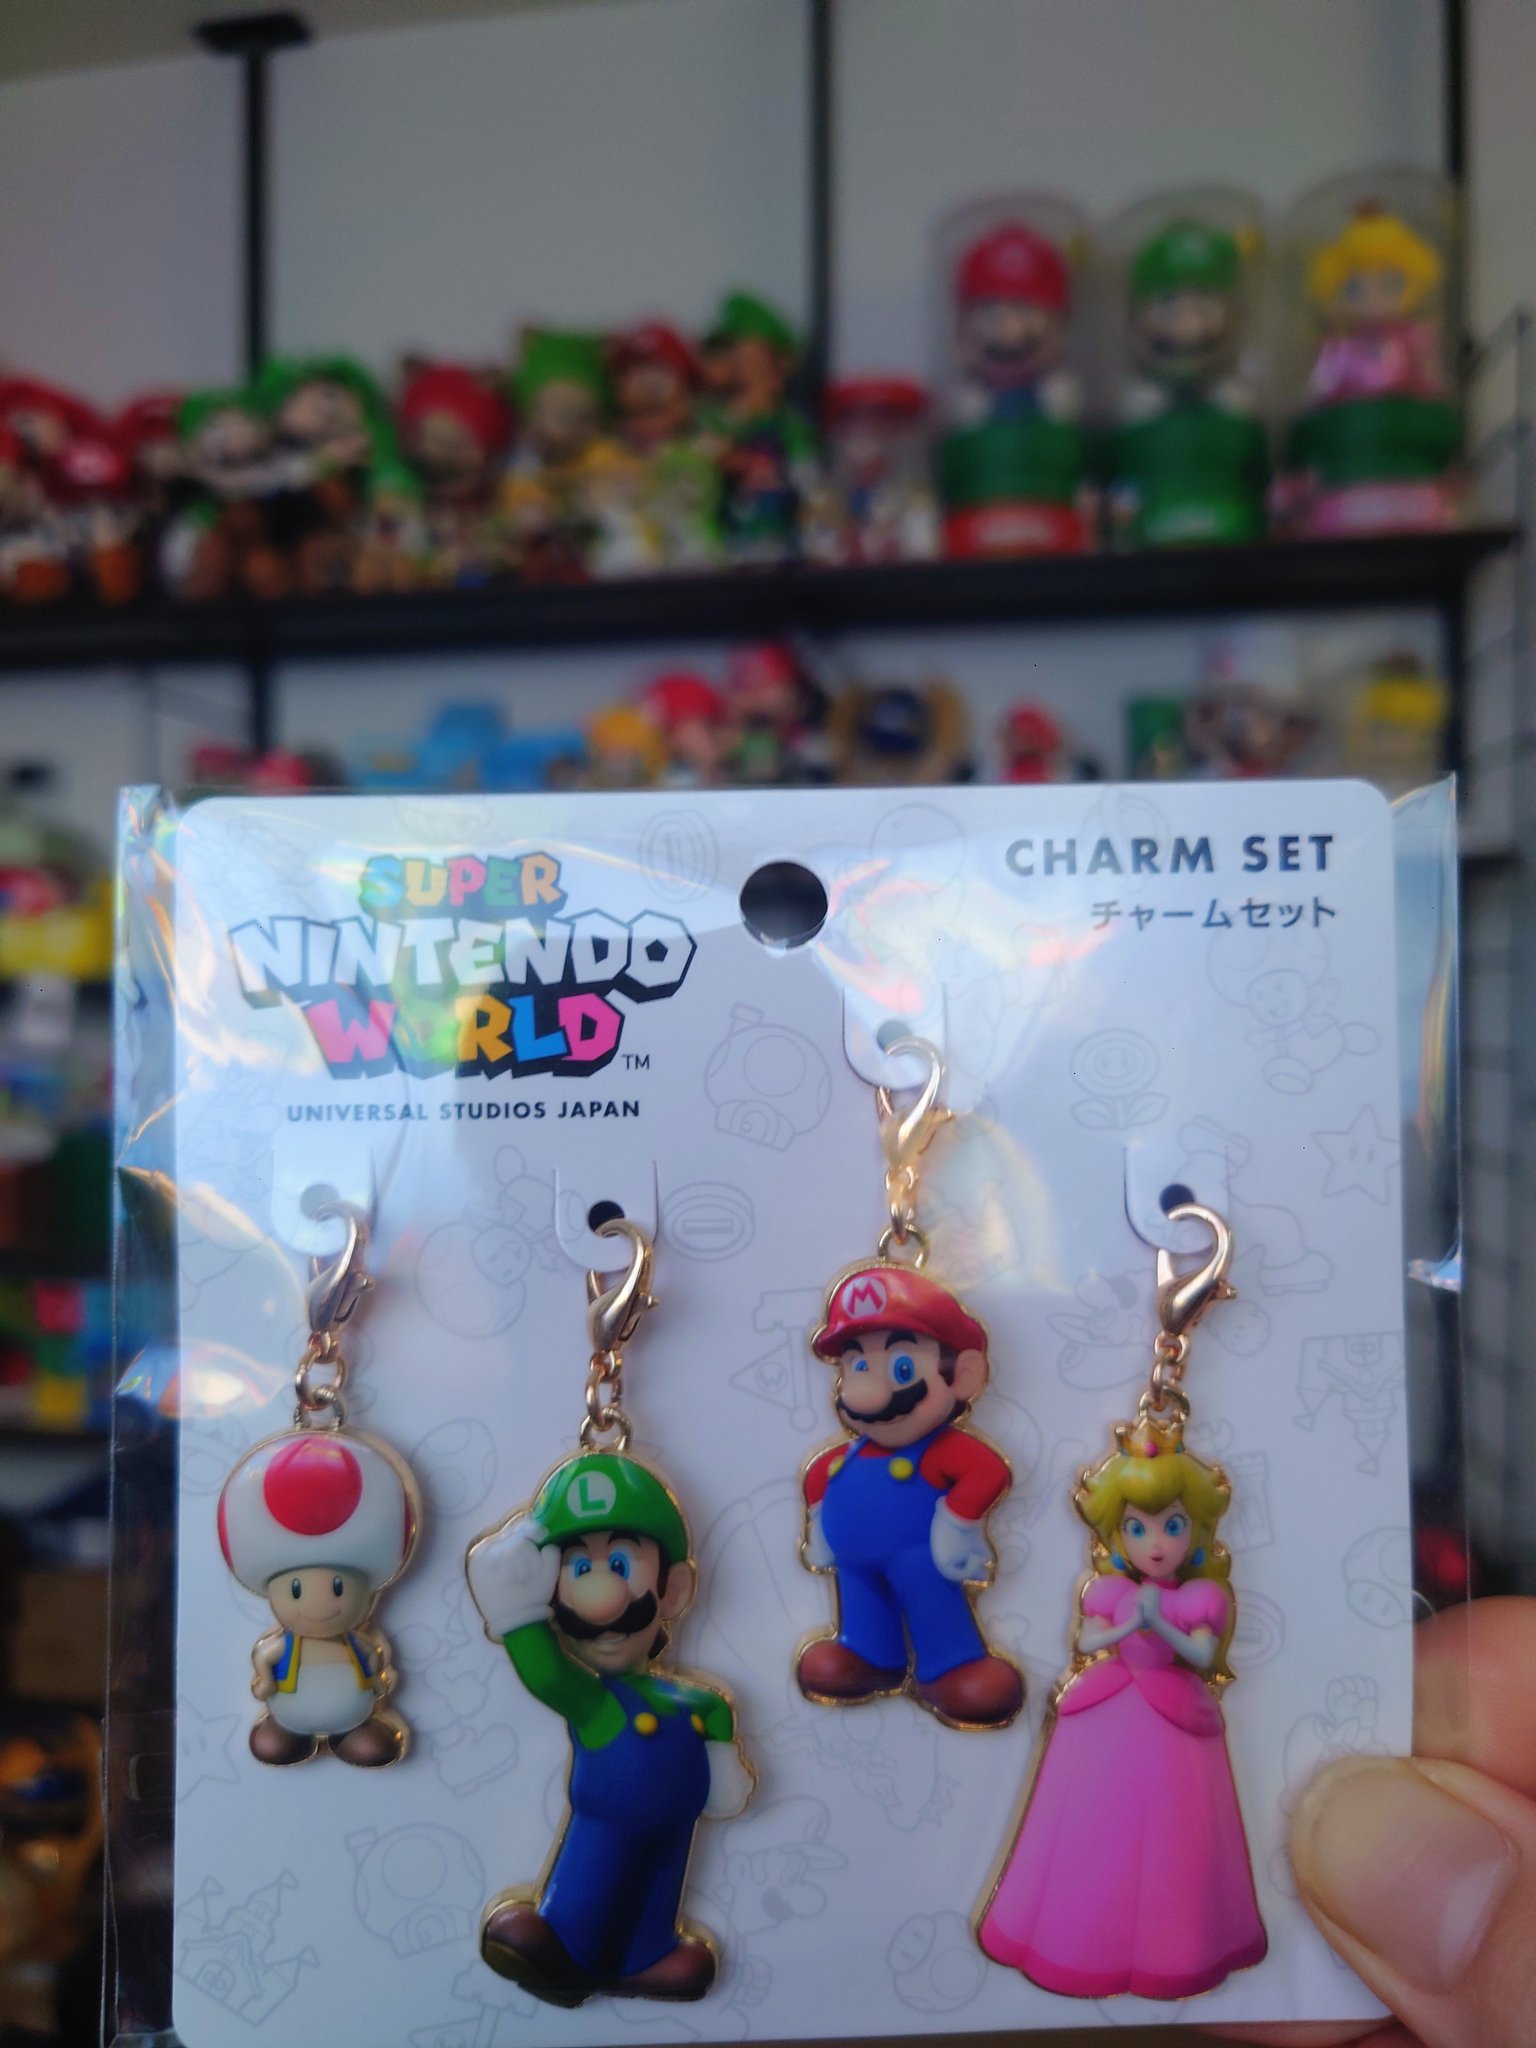 SUPER
NINTENDO
WORLD™
UNIVERSAL STUDIOS JAPAN
CHARM SET
チャームセット
L
M